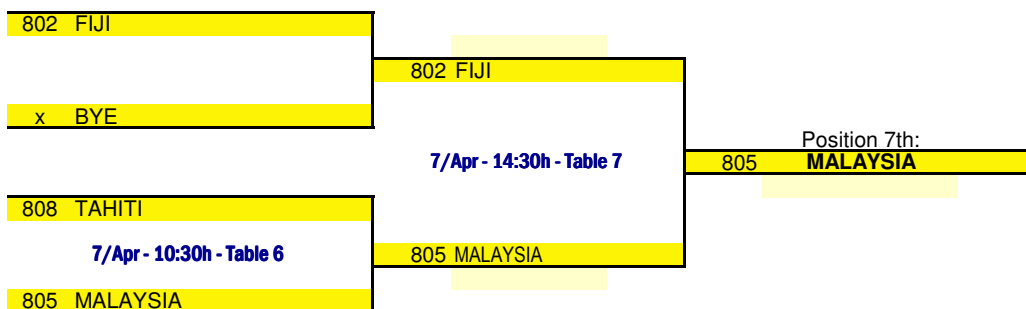 802 FIJI
802 FIJI
x BYE
7/Apr - 14:30h - Table 7
Position 7th:
805 MALAYSIA
808 TAHITI
7/Apr - 10:30h - Table 6
805 MALAYSIA
805 MALAYSIA